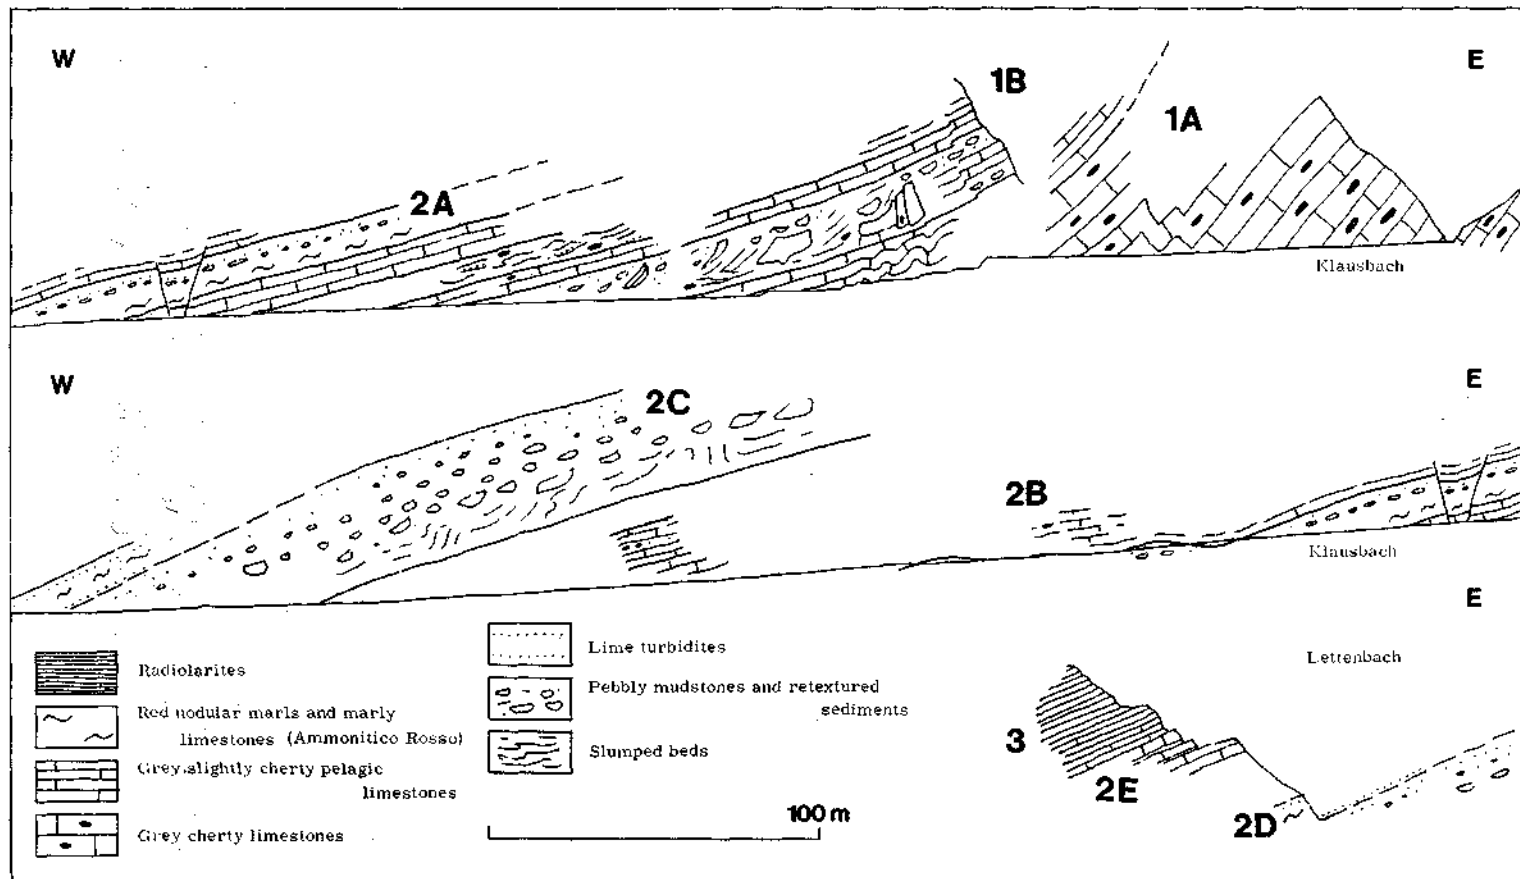 W
E
1B
1A
2A
Klausbach
W
E
2C
2B
Klausbach
E
Radiolarites
Red nodular marls and marly
limestones (Ammonitico Rosso)
Grey slightly cherty pelagic
limestones
Grey cherty limestones
Lime turbidites
Pebbly mudstones and retextured
sediments
Slumped beds
100 m
Lettenbach
3
2E
2D